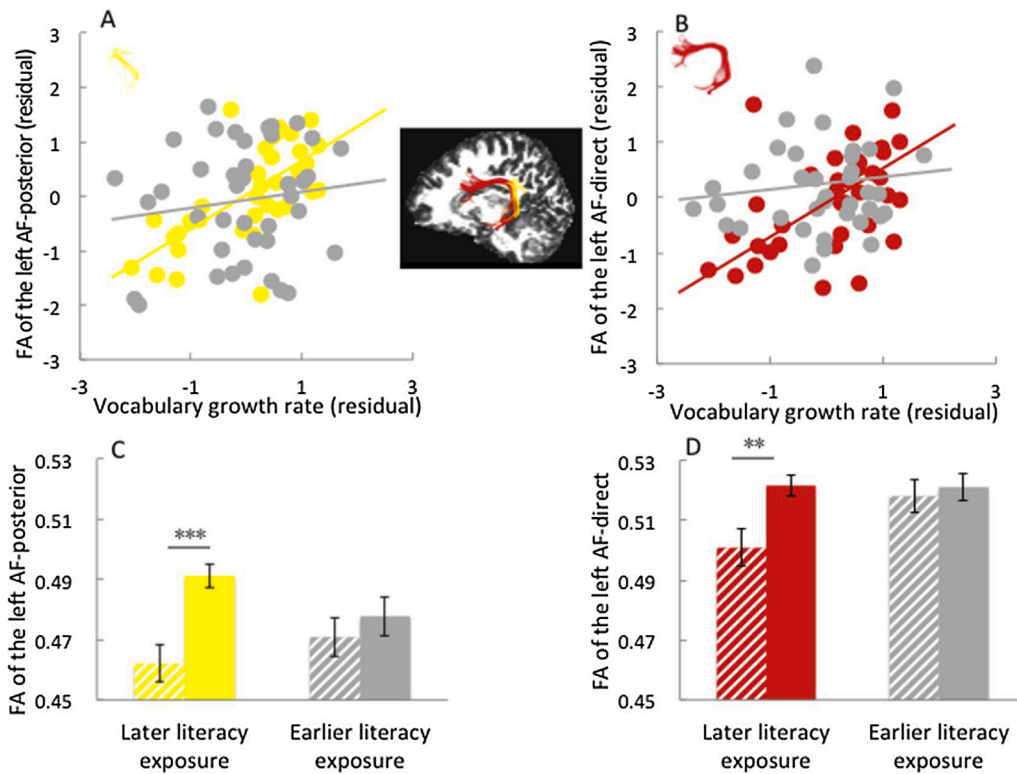 A
FA of the left AF-posterior (residual)
3
2
1
0
-1
-2
-3
-3
-1
1
3
Vocabulary growth rate (residual)
B
FA of the left AF-direct (residual)
3
2
1
0
-1
-2
-3
-3
-1
1
3
Vocabulary growth rate (residual)
C
FA of the left AF-posterior
0.53
0.51
0.49
0.47
0.45
***
Later literacy
exposure
Earlier literacy
exposure
D
FA of the left AF-direct
0.53
0.51
0.49
0.47
0.45
**
Later literacy
exposure
Earlier literacy
exposure